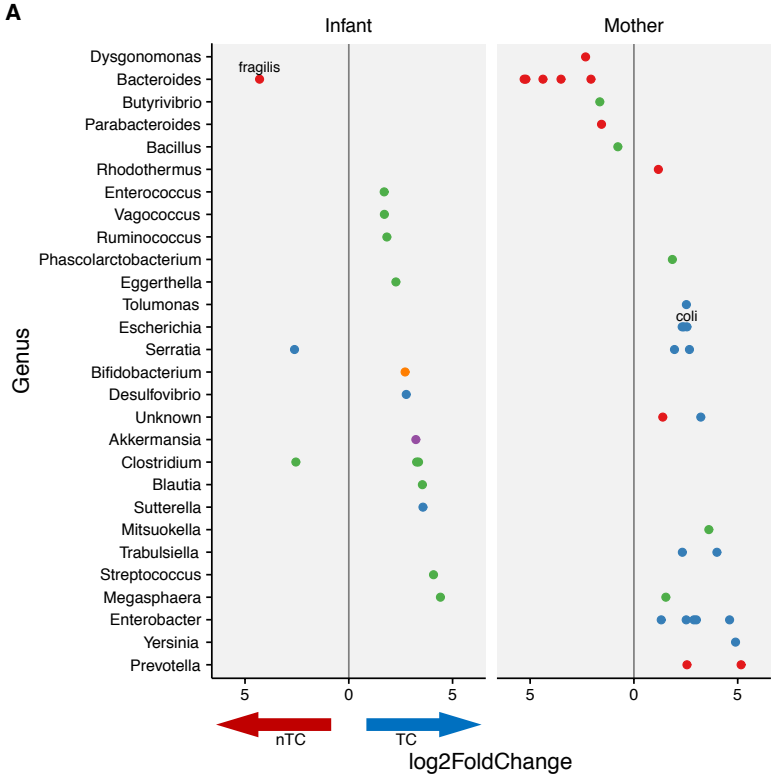 A
Infant Mother
Dysgonomonas
fragilis
Bacteroides
Butyrivibrio
Parabacteroides
Bacillus
Rhodothermus
Enterococcus
Vagococcus
Ruminococcus
Phascolarctobacterium
Eggerthella
Tolumonas
coli
Escherichia
Serratia
Genus
Bifidobacterium
Desulfovibrio
Unknown
Akkermansia
Clostridium
Blautia
Sutterella
Mitsuokella
Trabulsiella
Streptococcus
Megasphaera
Enterobacter
Yersinia
Prevotella
5 0 5 5 0 5
nTC TC
log2FoldChange